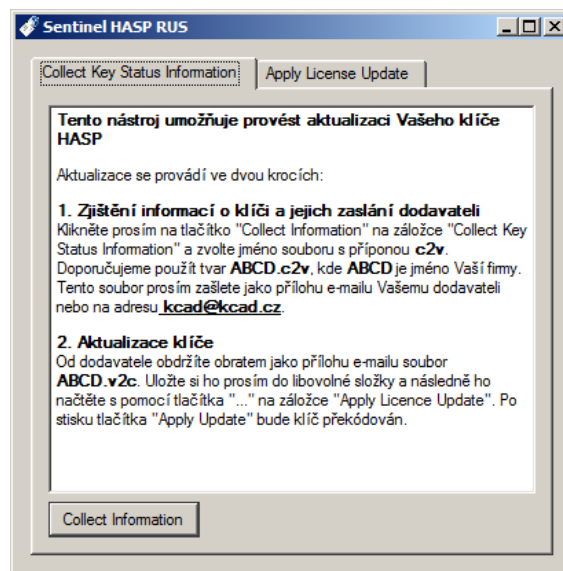 Sentinel HASP RUS
Collect Key Status Information
Apply License Update
Tento nástroj umožňuje provést aktualizaci Vašeho klíče
HASP
Aktualizace se provádí ve dvou krocích:
1. Zjištění informací o klíči a jejich zaslání dodavateli
Klikněte prosím na tlačítko "Collect Information" na záložce "Collect Key
Status Information" a zvolte jméno souboru s příponou c2v.
Doporučujeme použít tvar ABCD.c2v, kde ABCD je jméno Vaší firmy.
Tento soubor prosím zašlete jako přílohu e-mailu Vašemu dodavateli
nebo na adresu kcad@kcad.cz.
2. Aktualizace klíče
Od dodavatele obdržíte obratem jako přílohu e-mailu soubor
ABCD.v2c. Uložte si ho prosím do libovolné složky a následně ho
načtěte s pomocí tlačítka "..." na záložce "Apply Licence Update". Po
stisku tlačítka "Apply Update" bude klíč překódován.
Collect Information